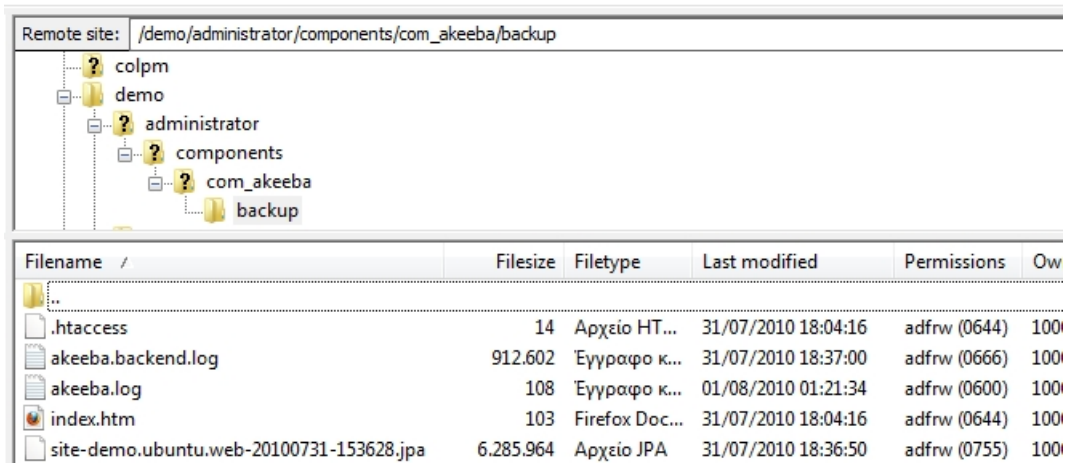 Remote site: /demo/administrator/components/com_akeeba/backup
colpm
demo
administrator
components
com_akeeba
backup
Filename Filesize Filetype Last modified Permissions Ow
..
.htaccess 14 Αρχείο HT... 31/07/2010 18:04:16 adfrw (0644) 100
akeeba.backend.log 912.602 Έγγραφο κ... 31/07/2010 18:37:00 adfrw (0666) 100
akeeba.log 108 Έγγραφο κ... 01/08/2010 01:21:34 adfrw (0600) 100
index.htm 103 Firefox Doc... 31/07/2010 18:04:16 adfrw (0644) 100
site-demo.ubuntu.web-20100731-153628.jpa 6.285.964 Αρχείο JPA 31/07/2010 18:36:50 adfrw (0755) 100